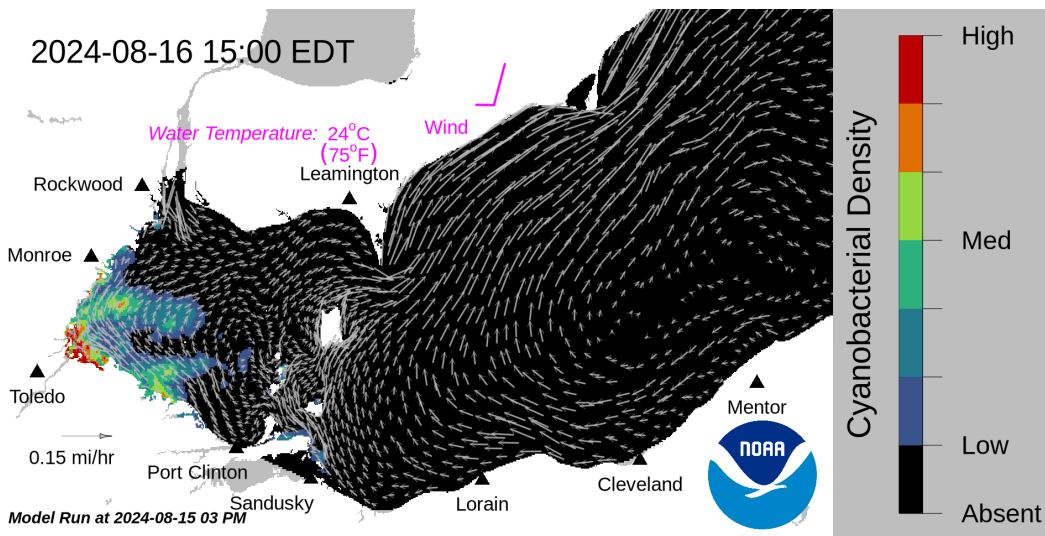 2024-08-16 15:00 EDT
High
Wind
Water Temperature: 24°C
(75°F)
Leamington
Rockwood
Cyanobacterial Density
Med
Monroe
Toledo
Mentor
0.15 mi/hr
NOAA
Low
Port Clinton
Cleveland
Sandusky
Lorain
Absent
Model Run at 2024-08-15 03 PM